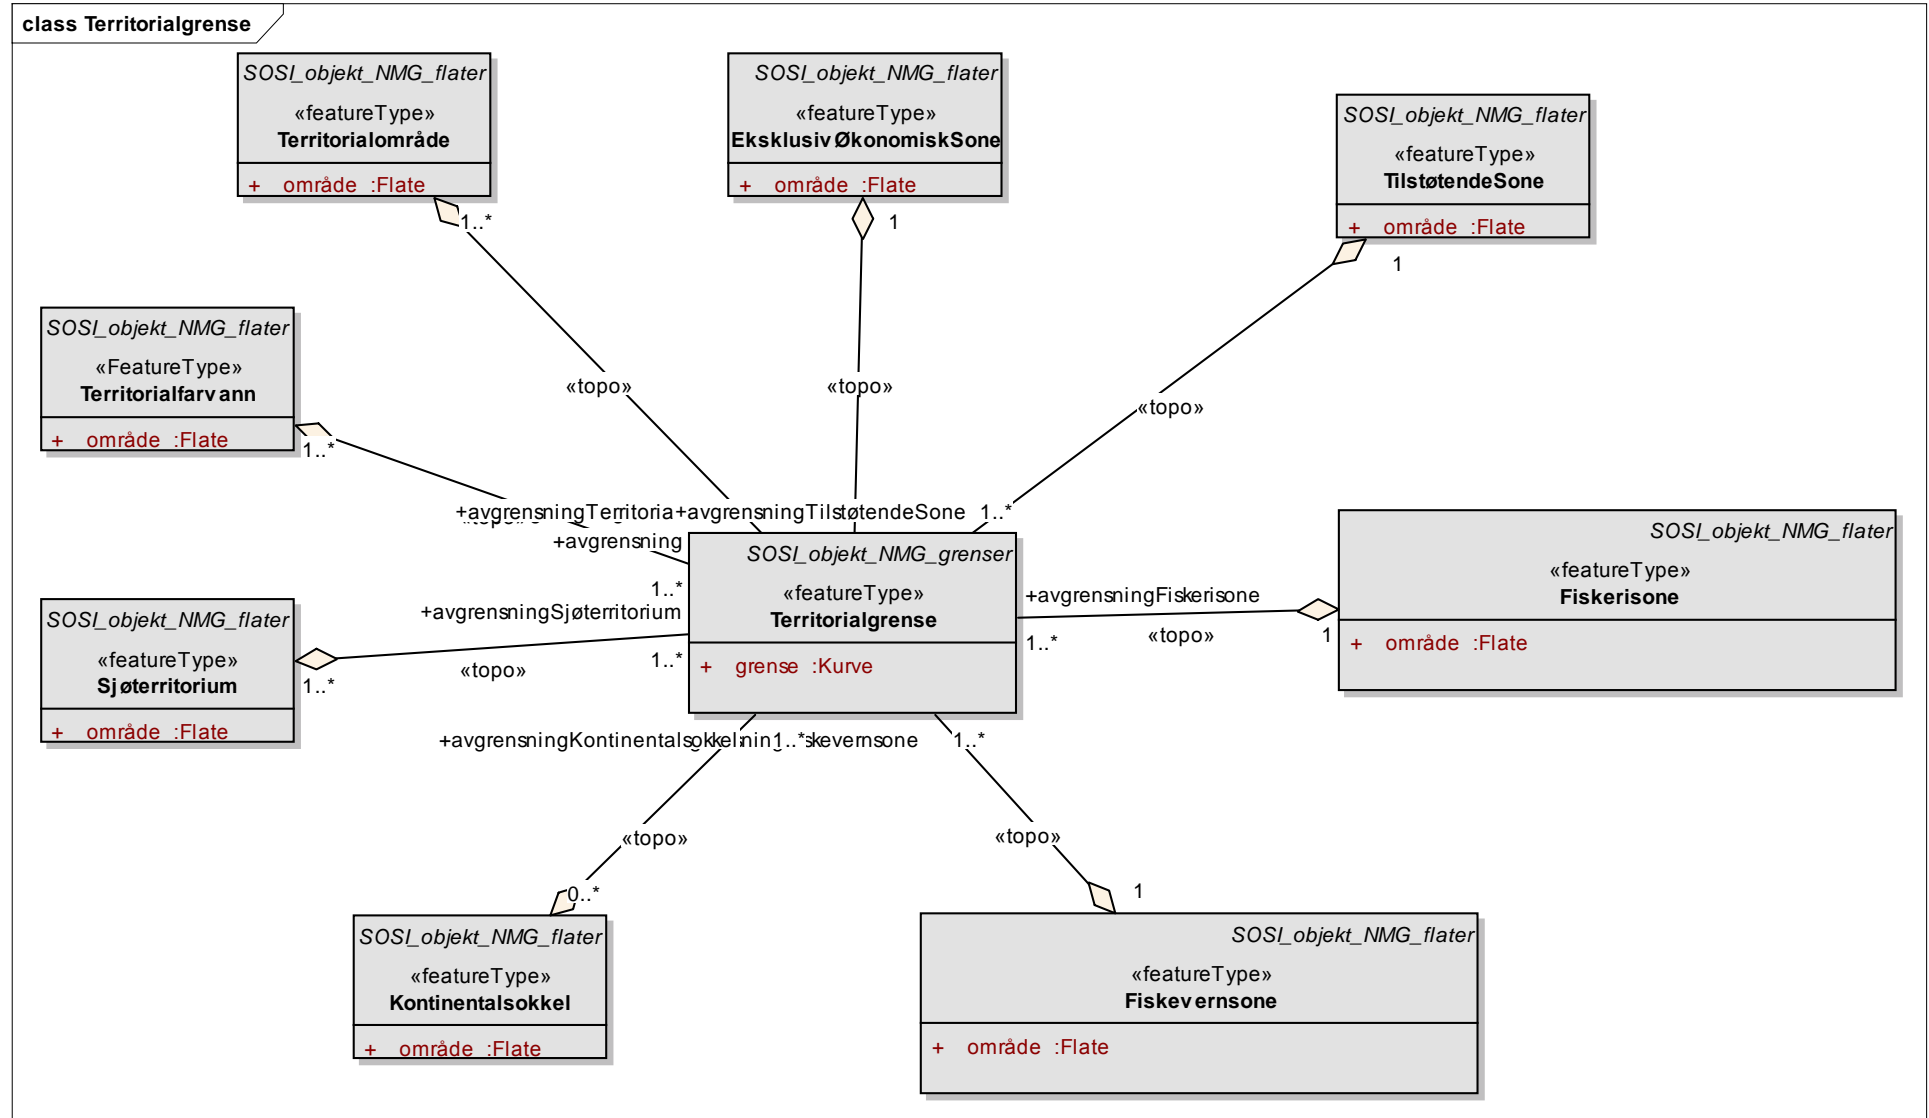 class Territorialgrense
SOSI_objekt_NMG_flater
«featureType»
Territorialområde
+ område :Flate
1..*
SOSI_objekt_NMG_flater
«featureType»
EksklusivØkonomiskSone
+ område :Flate
1
SOSI_objekt_NMG_flater
«featureType»
TilstøtendeSone
+ område :Flate
1
SOSI_objekt_NMG_flater
«FeatureType»
Territorialfarvann
+ område :Flate
1..*
«topo»
«topo»
«topo»
+avgrensningTerritoria
+avgrensningTilstøtendeSone
1..*
+avgrensning
1..*
SOSI_objekt_NMG_grenser
«featureType»
Territorialgrense
+ grense :Kurve
SOSI_objekt_NMG_flater
«featureType»
Fiskerisone
+ område :Flate
+avgrensningFiskerisone
1..*
«topo»
1
SOSI_objekt_NMG_flater
«featureType»
Sjøterritorium
+ område :Flate
+avgrensningSjøterritorium
1..*
«topo»
1..*
+avgrensningKontinentalsokkel
1..*
skevernsone
1..*
«topo»
«topo»
0..*
1
SOSI_objekt_NMG_flater
«featureType»
Kontinentalsokkel
+ område :Flate
SOSI_objekt_NMG_flater
«featureType»
Fiskevernsone
+ område :Flate